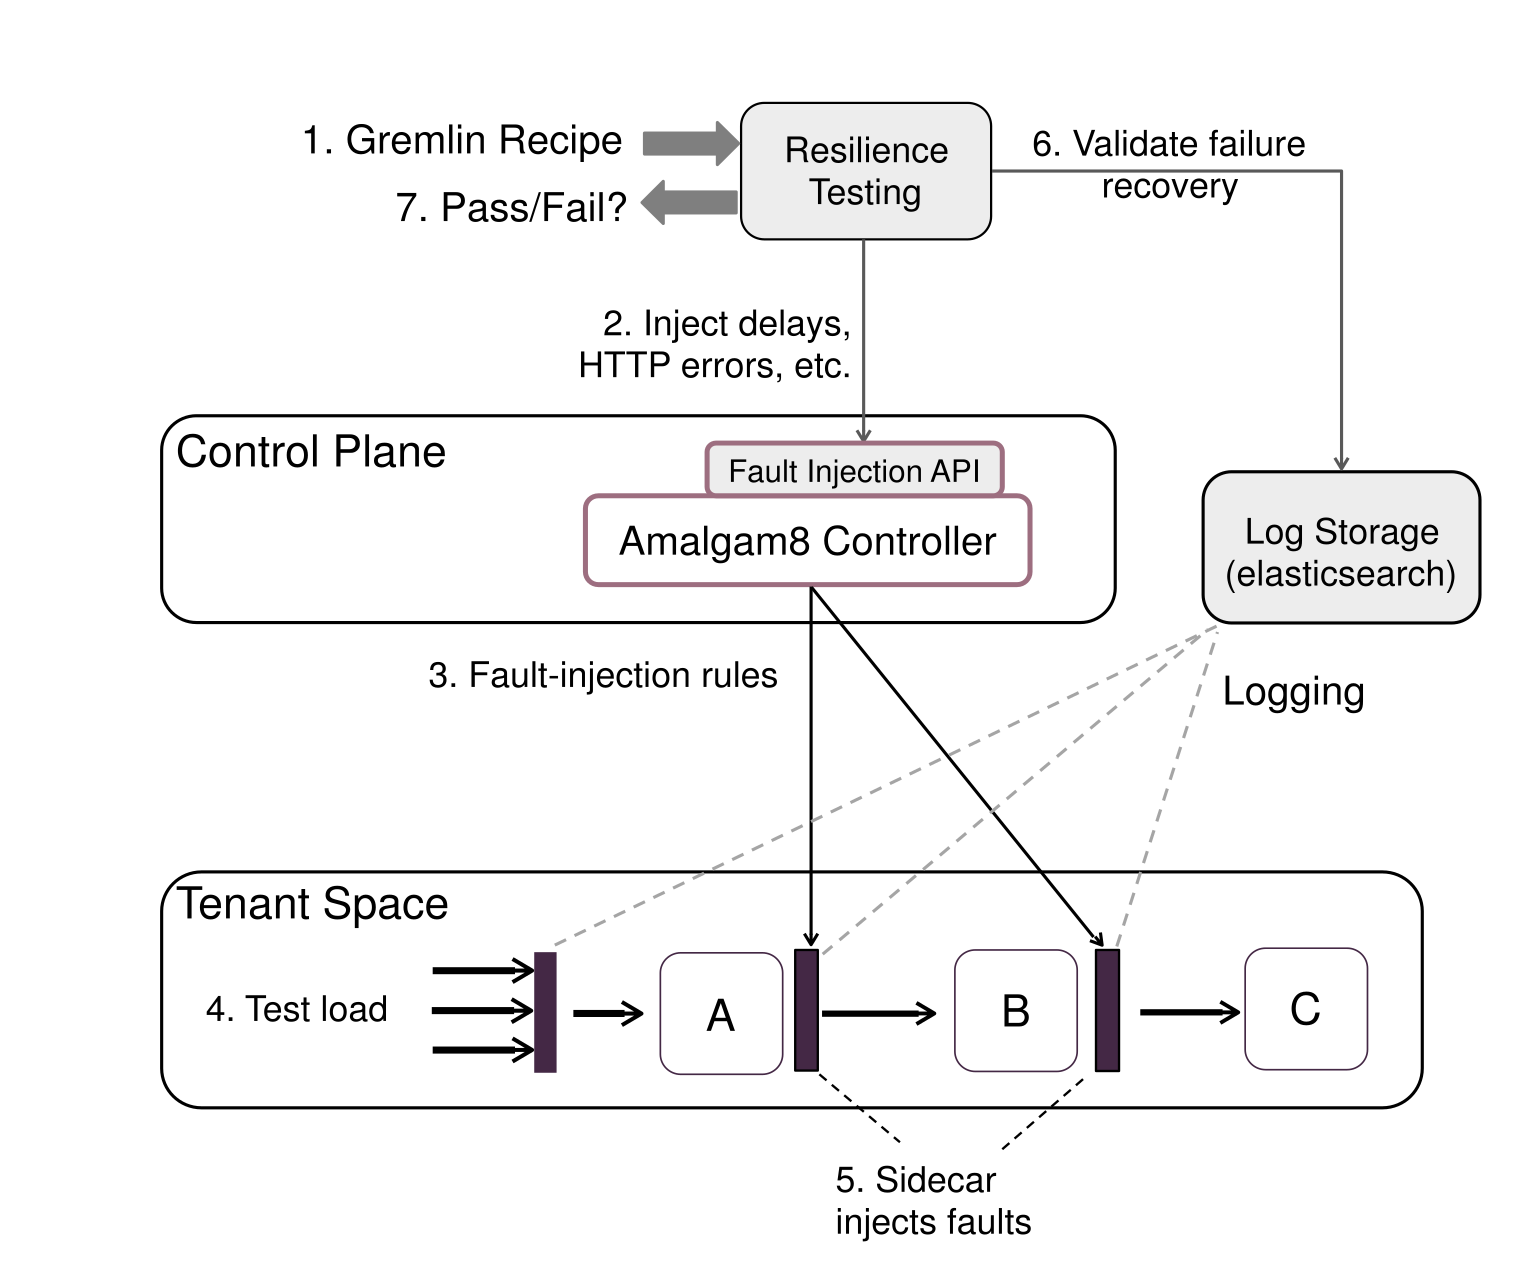 1. Gremlin Recipe
7. Pass/Fail?
Resilience
Testing
6. Validate failure
recovery
2. Inject delays,
HTTP errors, etc.
Control Plane
Fault Injection API
Amalgam8 Controller
Log Storage
(elasticsearch)
3. Fault-injection rules
Logging
Tenant Space
4. Test load
A
B
C
5. Sidecar
injects faults